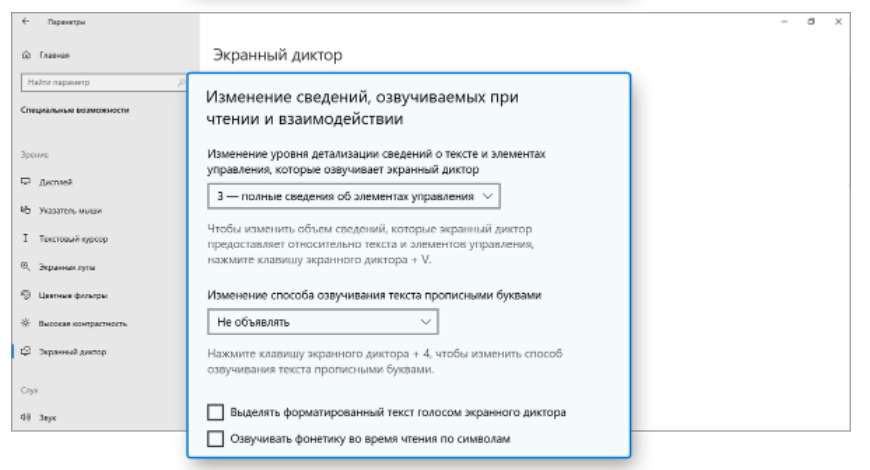 Параметры
Главная
Экранный диктор
Найти параметр
Специальные возможности
Зрение
Дисплей
Указатель мыши
Текстовый курсор
Экранная лупа
Цветные фильтры
Высокая контрастность
Экранный диктор
Слух
Звук
Изменение сведений, озвучиваемых при
чтении и взаимодействии
Изменение уровня детализации сведений о тексте и элементах
управления, которые озвучивает экранный диктор
3 — полные сведения об элементах управления
Чтобы изменить объем сведений, которые экранный диктор
предоставляет относительно текста и элементов управления,
нажмите клавишу экранного диктора + V.
Изменение способа озвучивания текста прописными буквами
Не объявлять
Нажмите клавишу экранного диктора + 4, чтобы изменить способ
озвучивания текста прописными буквами.
Выделять форматированный текст голосом экранного диктора
Озвучивать фонетику во время чтения по символам